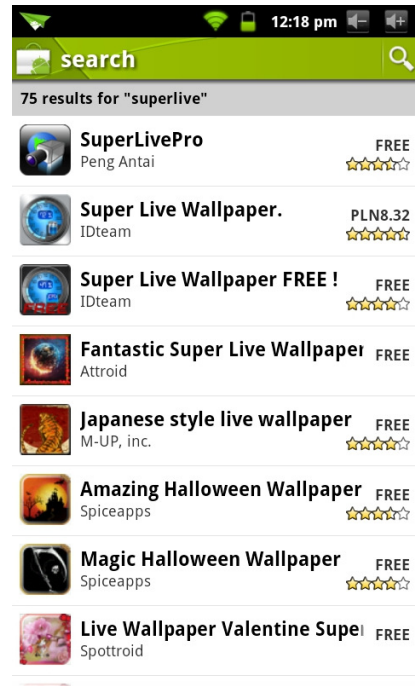 12:18 pm
search
75 results for "superlive"
SuperLivePro
Peng Antai
FREE
Super Live Wallpaper.
IDteam
PLN8.32
Super Live Wallpaper FREE !
IDteam
FREE
FREE
Fantastic Super Live Wallpaper
Attroid
FREE
Japanese style live wallpaper
M-UP, inc.
FREE
Amazing Halloween Wallpaper
Spiceapps
FREE
Magic Halloween Wallpaper
Spiceapps
FREE
Live Wallpaper Valentine Supe
Spottroid
FREE